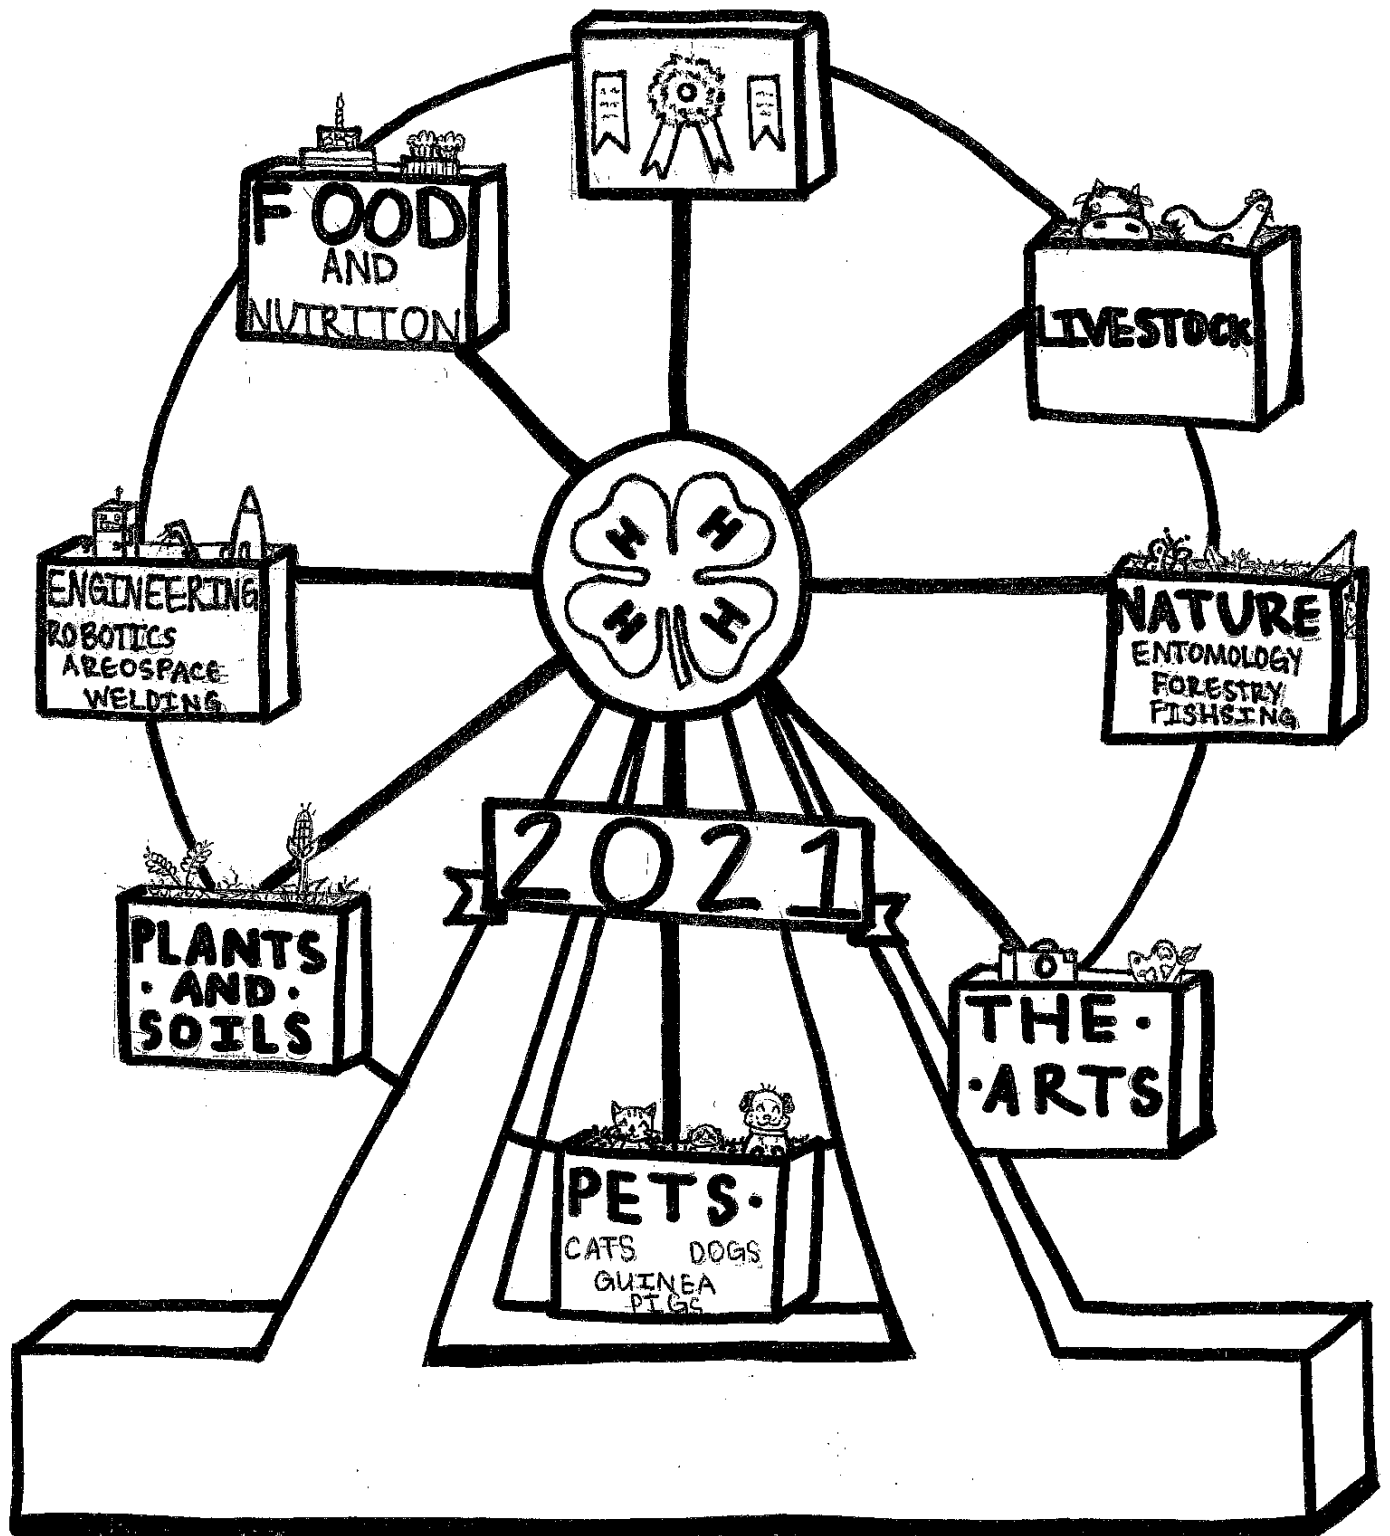 FOOD
AND
NUTRITON
LIVESTOCK
H H
H H
ENGINEERING
ROBOTICS
AREOSPACE
WELDING
NATURE
ENTOMOLOGY
FORESTRY
FISHSING
2021
PLANTS
· AND ·
SOILS
THE ·
· ARTS
PETS ·
CATS DOGS
GUINEA
PIGS